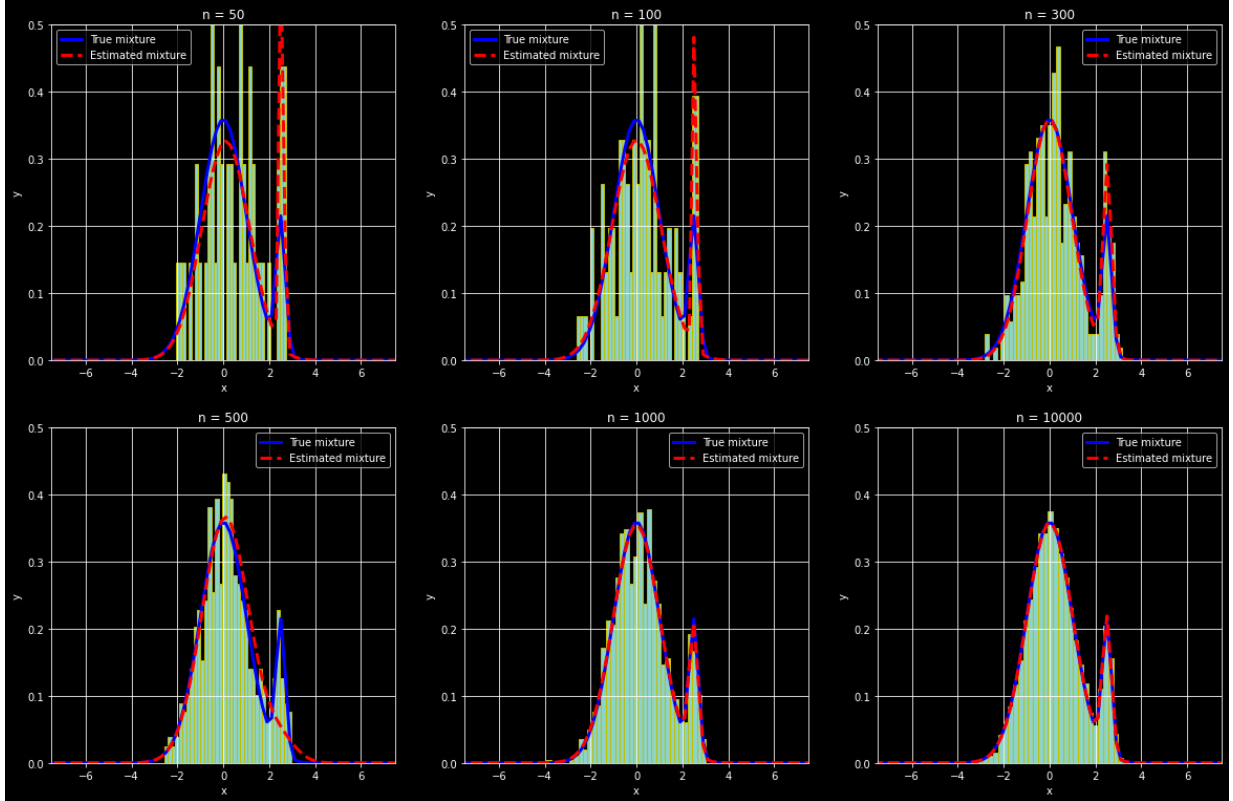 n = 50
True mixture
Estimated mixture
0.5
0.4
0.3
y
0.2
0.1
0.0
−6 −4 −2 0 2 4 6
x
n = 100
True mixture
Estimated mixture
0.5
0.4
0.3
y
0.2
0.1
0.0
−6 −4 −2 0 2 4 6
x
n = 300
True mixture
Estimated mixture
0.5
0.4
0.3
y
0.2
0.1
0.0
−6 −4 −2 0 2 4 6
x
n = 500
True mixture
Estimated mixture
0.5
0.4
0.3
y
0.2
0.1
0.0
−6 −4 −2 0 2 4 6
x
n = 1000
True mixture
Estimated mixture
0.5
0.4
0.3
y
0.2
0.1
0.0
−6 −4 −2 0 2 4 6
x
n = 10000
True mixture
Estimated mixture
0.5
0.4
0.3
y
0.2
0.1
0.0
−6 −4 −2 0 2 4 6
x